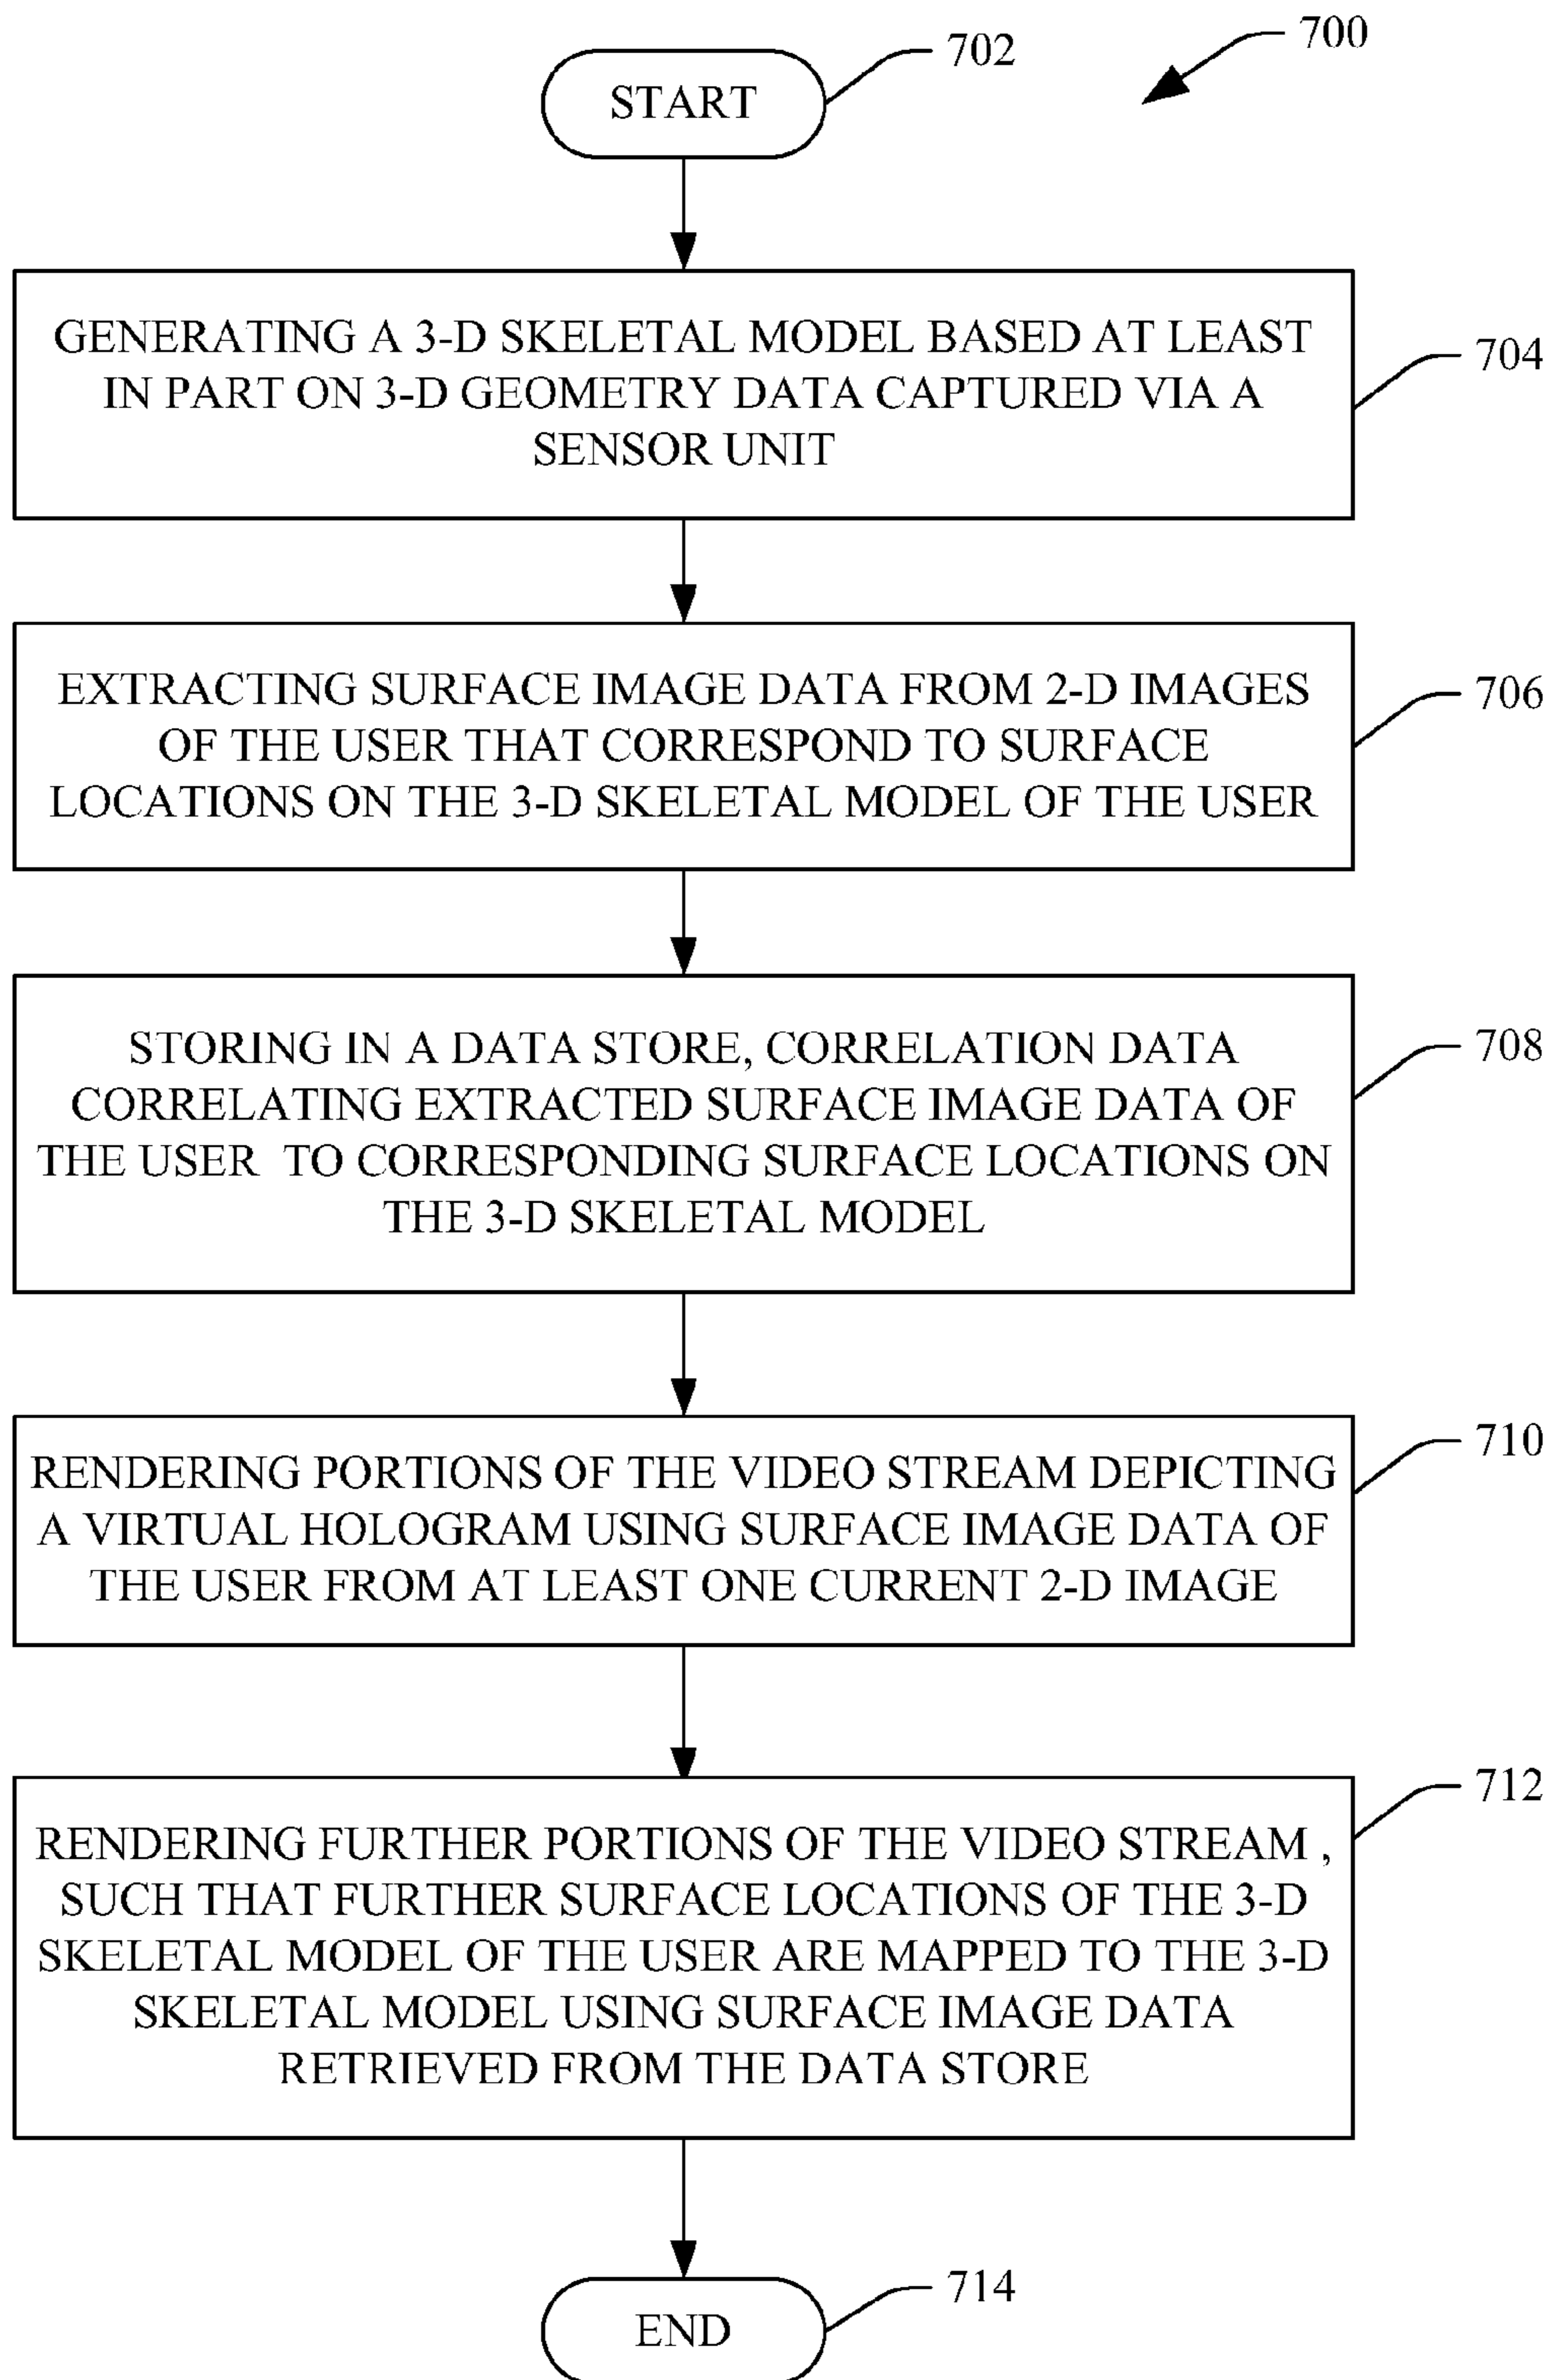 700
702
START
GENERATING A 3-D SKELETAL MODEL BASED AT LEAST
IN PART ON 3-D GEOMETRY DATA CAPTURED VIA A
SENSOR UNIT
704
EXTRACTING SURFACE IMAGE DATA FROM 2-D IMAGES
OF THE USER THAT CORRESPOND TO SURFACE
LOCATIONS ON THE 3-D SKELETAL MODEL OF THE USER
706
STORING IN A DATA STORE, CORRELATION DATA
CORRELATING EXTRACTED SURFACE IMAGE DATA OF
THE USER TO CORRESPONDING SURFACE LOCATIONS ON
THE 3-D SKELETAL MODEL
708
RENDERING PORTIONS OF THE VIDEO STREAM DEPICTING
A VIRTUAL HOLOGRAM USING SURFACE IMAGE DATA OF
THE USER FROM AT LEAST ONE CURRENT 2-D IMAGE
710
RENDERING FURTHER PORTIONS OF THE VIDEO STREAM ,
SUCH THAT FURTHER SURFACE LOCATIONS OF THE 3-D
SKELETAL MODEL OF THE USER ARE MAPPED TO THE 3-D
SKELETAL MODEL USING SURFACE IMAGE DATA
RETRIEVED FROM THE DATA STORE
712
END
714